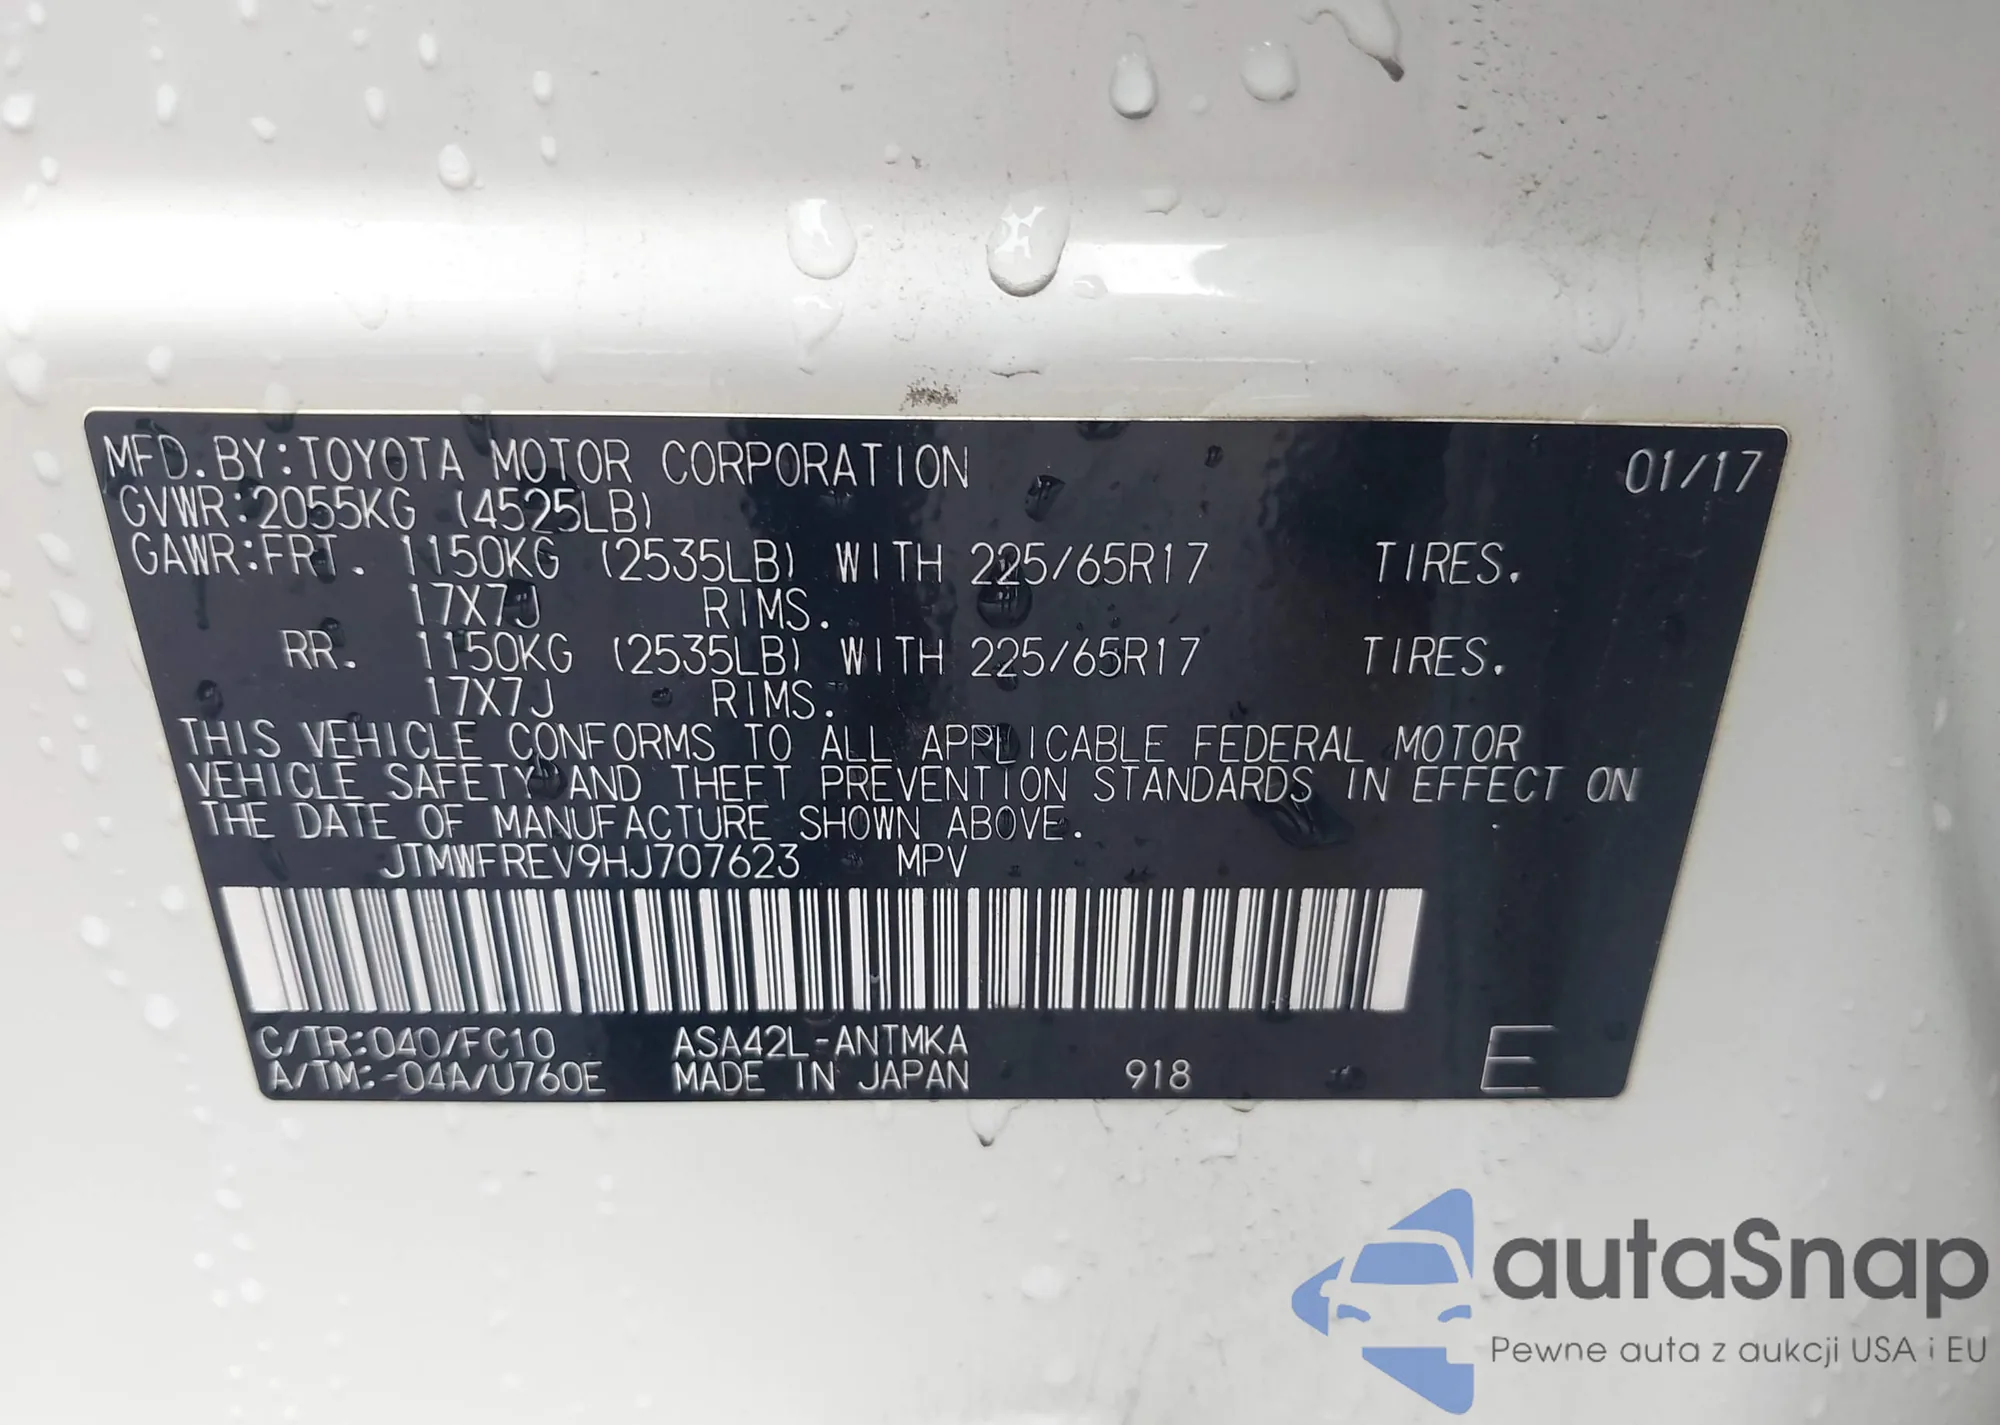 MFD.BY:TOYOTA MOTOR CORPORATION 01/17
GVWR:2055KG (4525LB)
GAWR:FRT. 1150KG (2535LB) WITH 225/65R17 TIRES.
17X7J RIMS.
RR. 1150KG (2535LB) WITH 225/65R17 TIRES.
17X7J RIMS.
THIS VEHICLE CONFORMS TO ALL APPLICABLE FEDERAL MOTOR
VEHICLE SAFETY AND THEFT PREVENTION STANDARDS IN EFFECT ON
THE DATE OF MANUFACTURE SHOWN ABOVE.
JTMWFREV9HJ707623 MPV
C/TR:040/FC10 ASA42L-ANTMKA
A/TM:-04A/U760E MADE IN JAPAN 918 E
autaSnap
Pewne auta z aukcji USA i EU